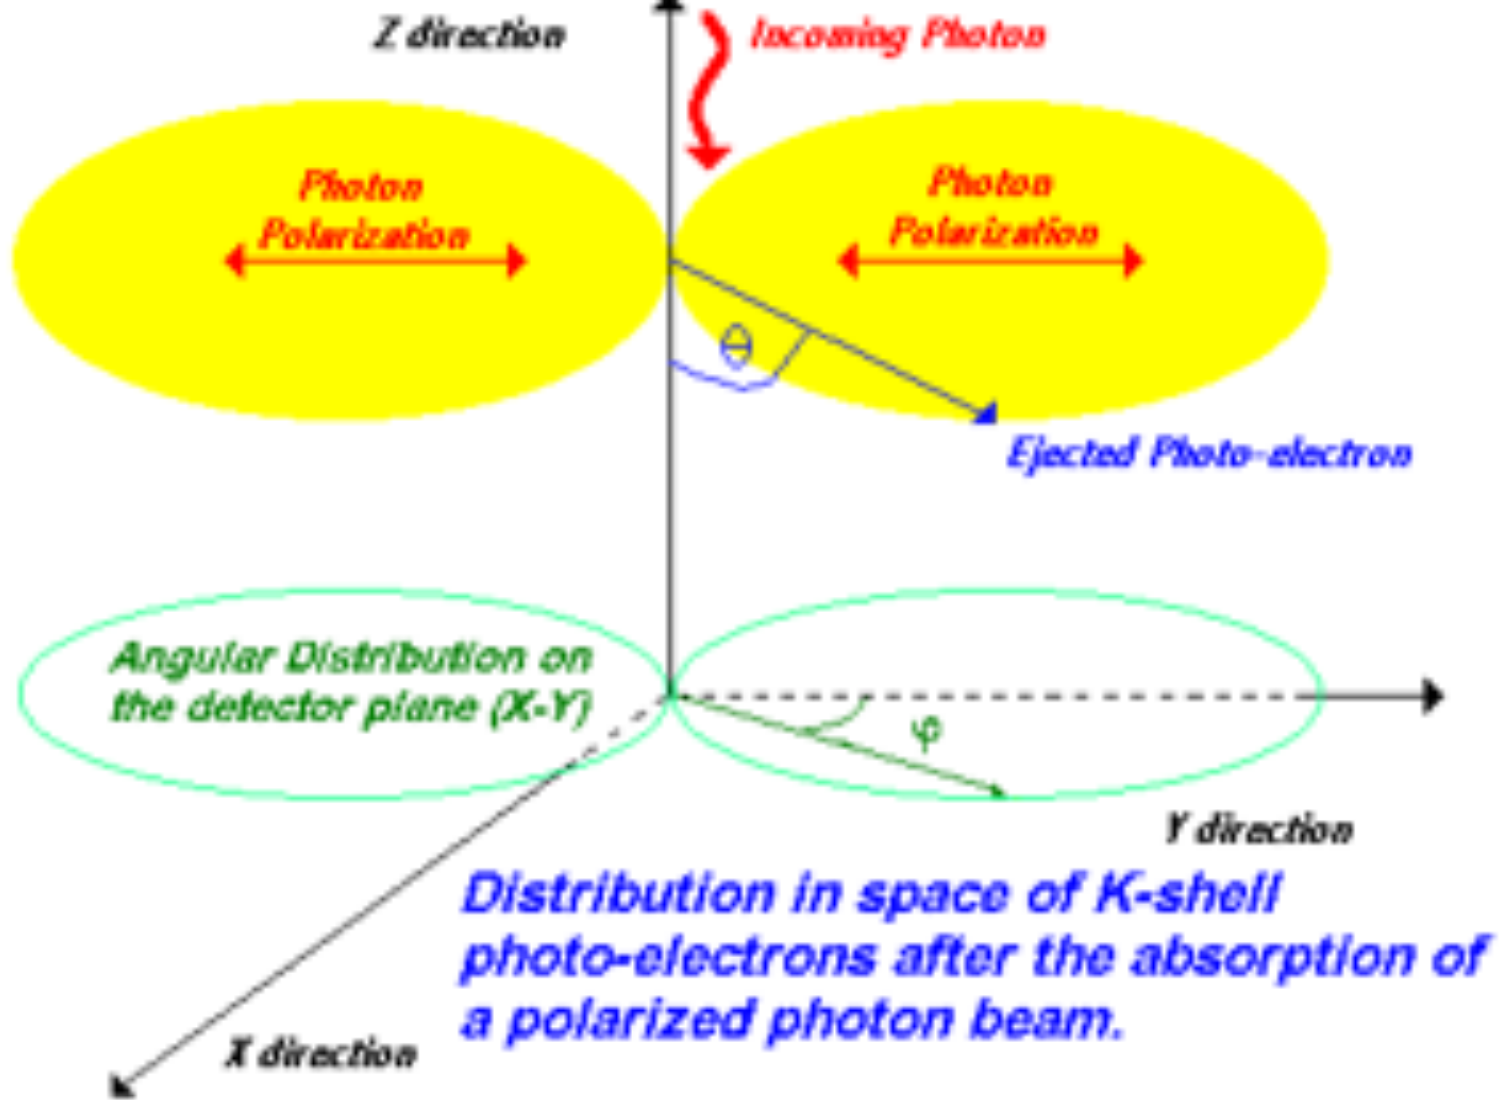 Z direction
Incoming Photon
Photon
Polarization
Photon
Polarization
θ
Ejected Photo-electron
Angular Distribution on
the detector plane (X-Y)
φ
Y direction
Distribution in space of K-shell
photo-electrons after the absorption of
a polarized photon beam.
X direction